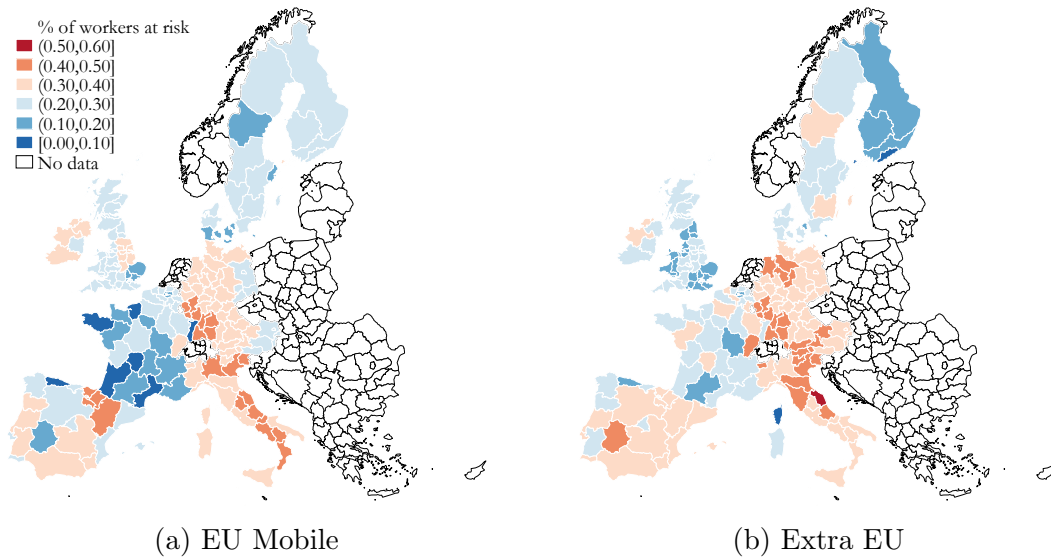 % of workers at risk
(0.50,0.60]
(0.40,0.50]
(0.30,0.40]
(0.20,0.30]
(0.10,0.20]
[0.00,0.10]
No data
(a) EU Mobile
(b) Extra EU